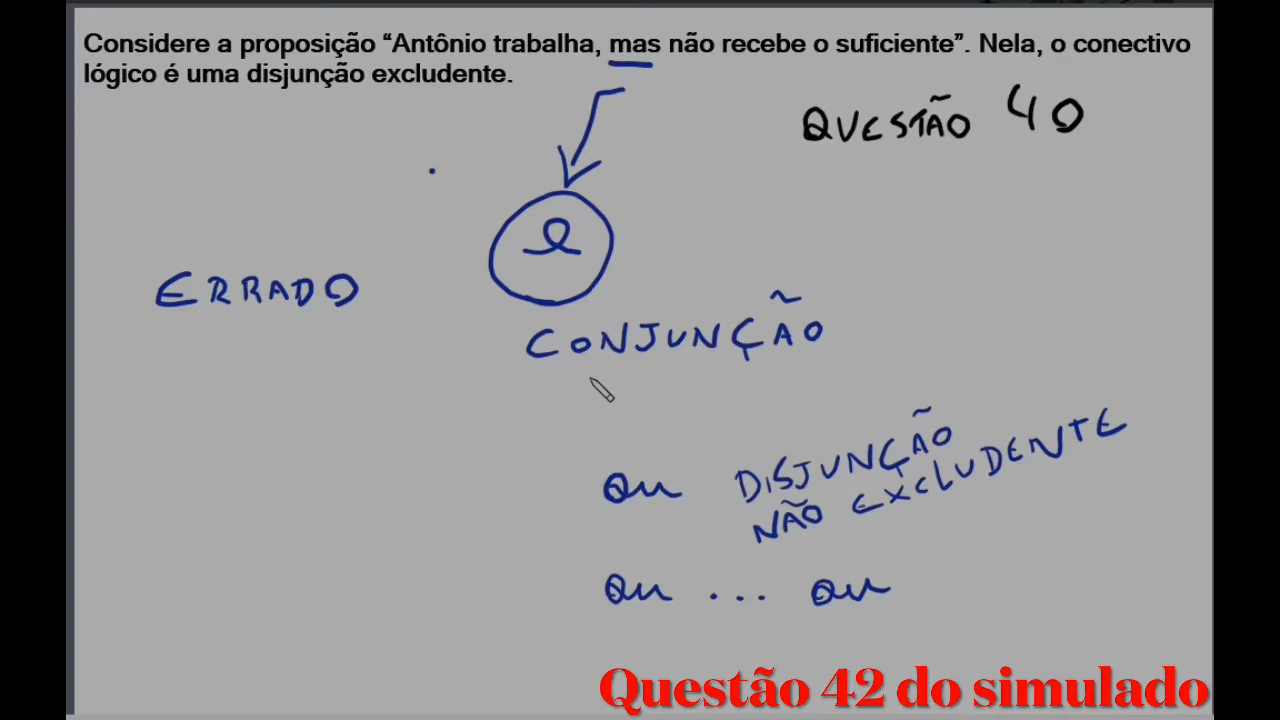 Considere a proposição “Antônio trabalha, mas não recebe o suficiente”. Nela, o conectivo
lógico é uma disjunção excludente.
QUESTÃO 40
e
ERRADO
CONJUNÇÃO
ou DISJUNÇÃO
NÃO EXCLUDENTE
ou ... ou
Questão 42 do simulado